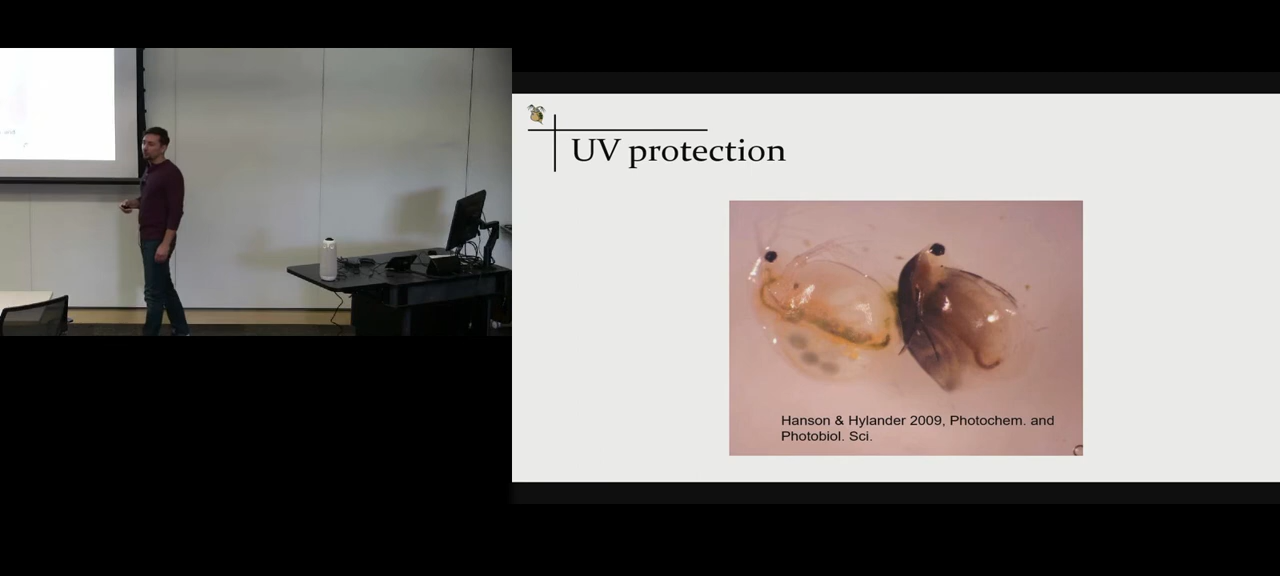 UV protection
Hanson & Hylander 2009, Photochem. and
Photobiol. Sci.